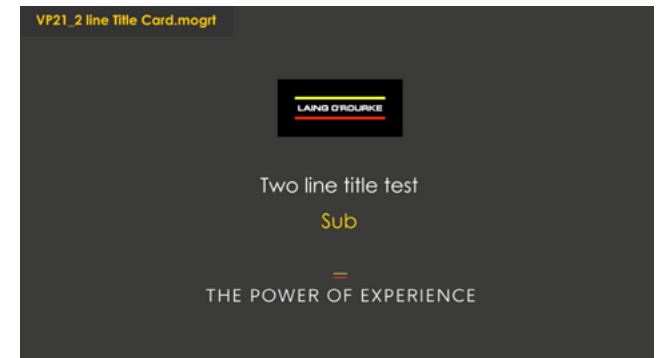 VP21_2 line Title Card.mogrt
LAING O'ROURKE
Two line title test
Sub
THE POWER OF EXPERIENCE